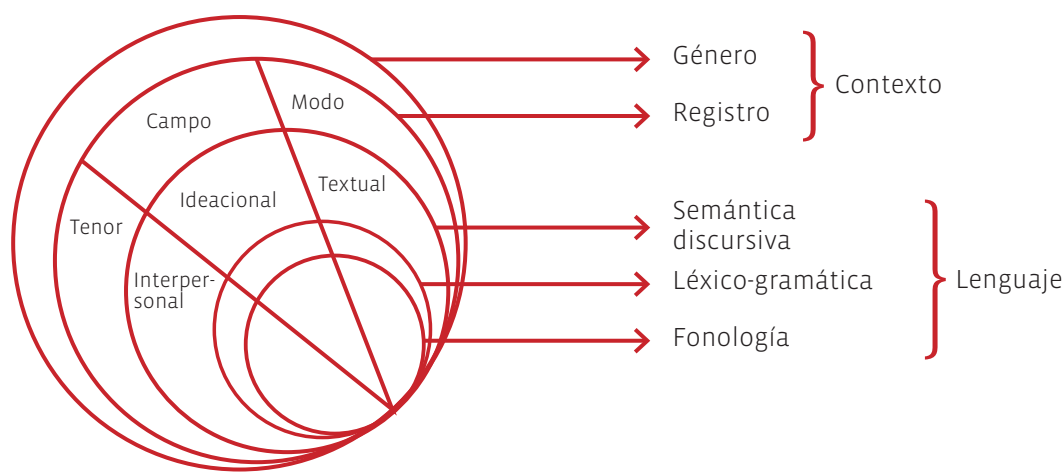 Género
Modo
Contexto
Campo
Registro
Textual
Ideacional
Tenor
Semántica
discursiva
Interper-
sonal
Léxico-gramática
Lenguaje
Fonología